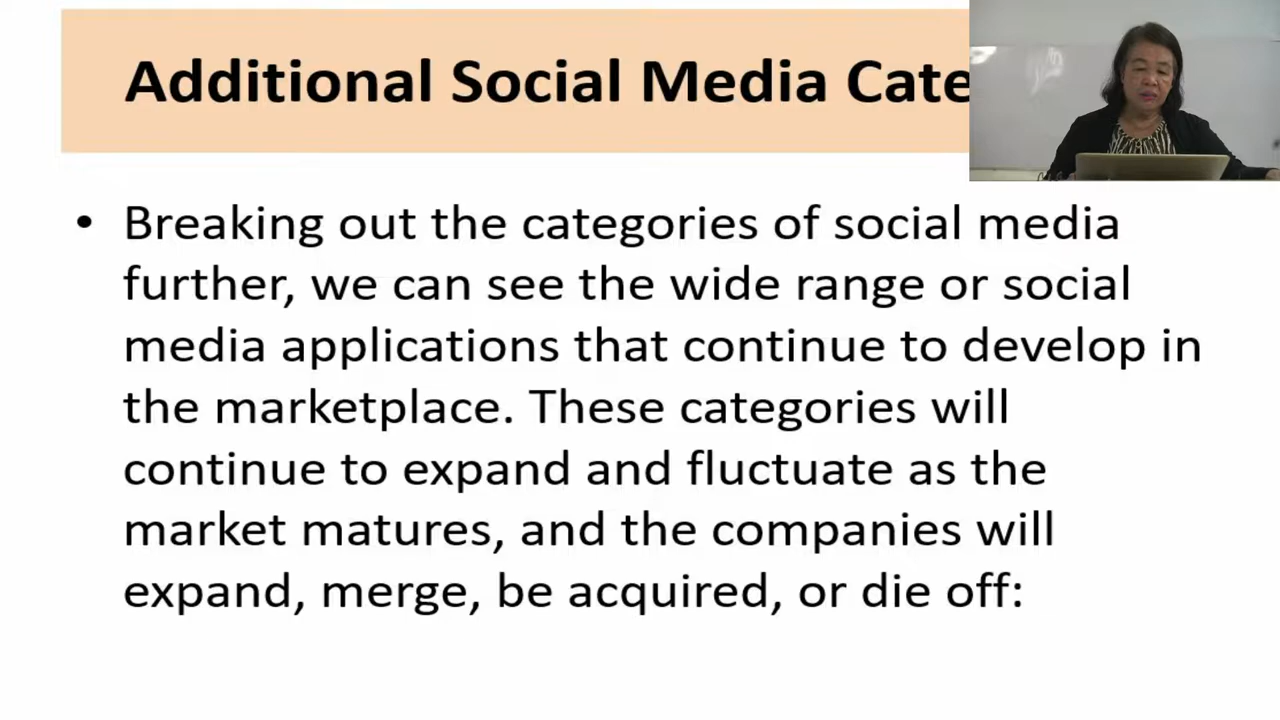 Additional Social Media Cate
• Breaking out the categories of social media
further, we can see the wide range or social
media applications that continue to develop in
the marketplace. These categories will
continue to expand and fluctuate as the
market matures, and the companies will
expand, merge, be acquired, or die off: